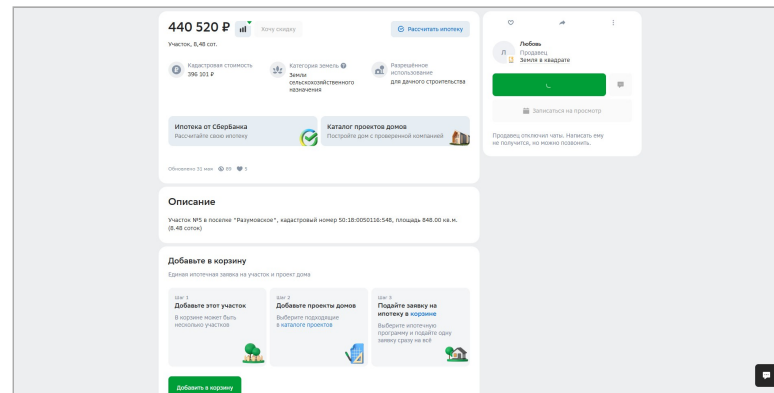 440 520 ₽
Хочу скидку
Рассчитать ипотеку
Участок, 8,48 сот.
Кадастровая стоимость
396 101 ₽
Категория земель
Земли
сельскохозяйственного
назначения
Разрешённое
использование
для дачного строительства
Ипотека от СберБанка
Рассчитайте свою ипотеку
Каталог проектов домов
Постройте дом с проверенной компанией
Обновлено 31 мая
89
3
Описание
Участок №5 в поселке "Разумовское", кадастровый номер 50:18:0050116:548, площадь 848.00 кв.м.
(8.48 соток)
Добавьте в корзину
Единая ипотечная заявка на участок и проект дома
Шаг 1
Добавьте этот участок
В корзине может быть
несколько участков
Шаг 2
Добавьте проекты домов
Выберите подходящие
в каталоге проектов
Шаг 3
Подайте заявку на
ипотеку в корзине
Выберите ипотечную
программу и подайте одну
заявку сразу на всё
Добавить в корзину
Л
Любовь
Продавец
Земля в квадрате
Записаться на просмотр
Продавец отключил чаты. Написать ему
не получится, но можно позвонить.